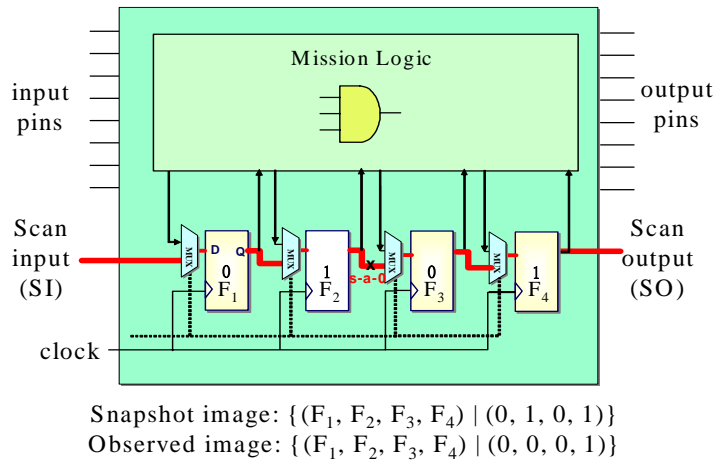 Mission Logic
input
pins
output
pins
Scan
input
(SI)
MUX
D Q
0
F1
MUX
1
F2
x
s-a-0
MUX
0
F3
MUX
1
F4
Scan
output
(SO)
clock
Snapshot image: {(F1, F2, F3, F4) | (0, 1, 0, 1)}
Observed image: {(F1, F2, F3, F4) | (0, 0, 0, 1)}